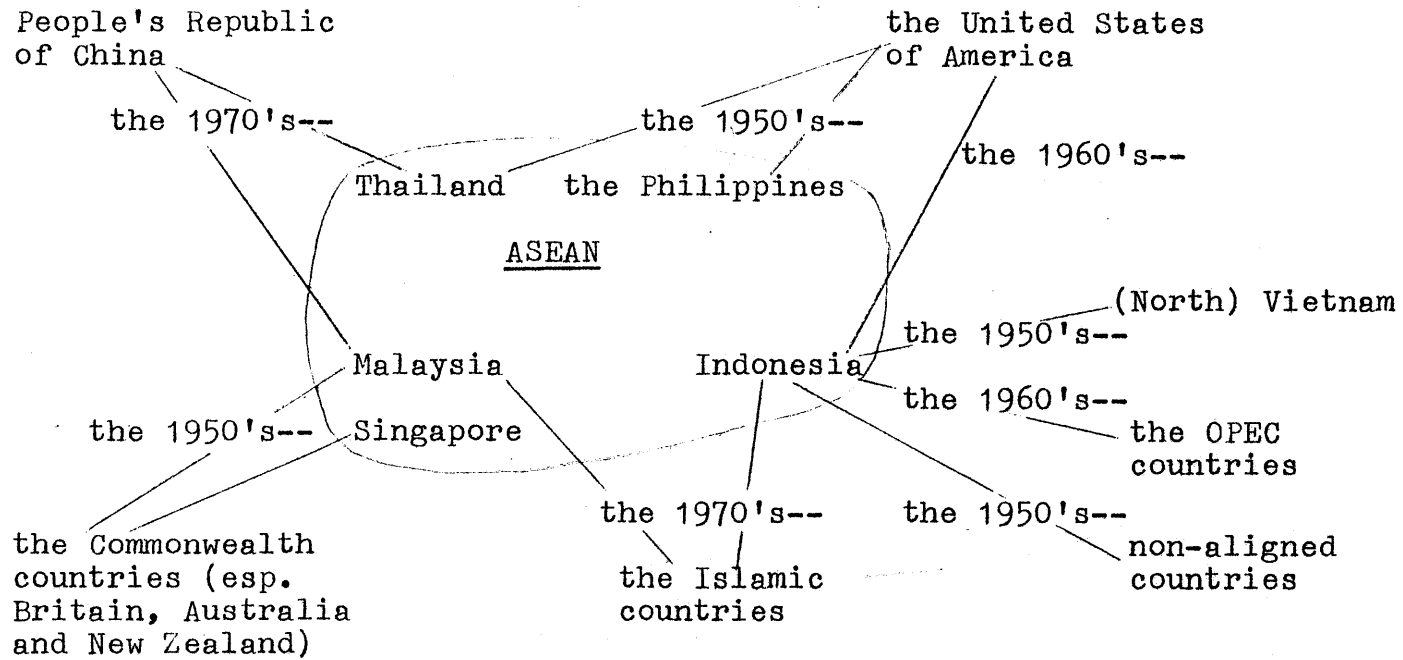 People's Republic
of China
the United States
of America
the 1970's--
the 1950's--
the 1960's--
Thailand
the Philippines
ASEAN
(North) Vietnam
the 1950's--
Malaysia
Indonesia
the 1960's--
the 1950's--
Singapore
the OPEC
countries
the 1970's--
the 1950's--
the Commonwealth
countries (esp.
Britain, Australia
and New Zealand)
the Islamic
countries
non-aligned
countries